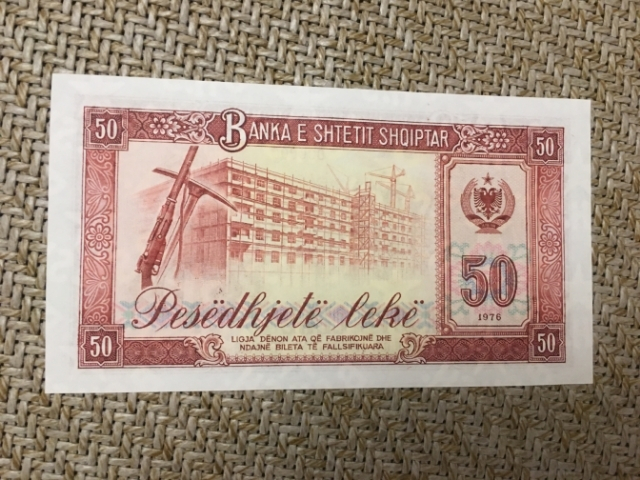 50
BANKA E SHTETIT SHQIPTAR
50
50
1976
Pesëdhjetë lekë
50
LIGJA DËNON ATA QË FABRIKOJNË DHE
NDAJNË BILETA TË FALLSIFIKUARA
50